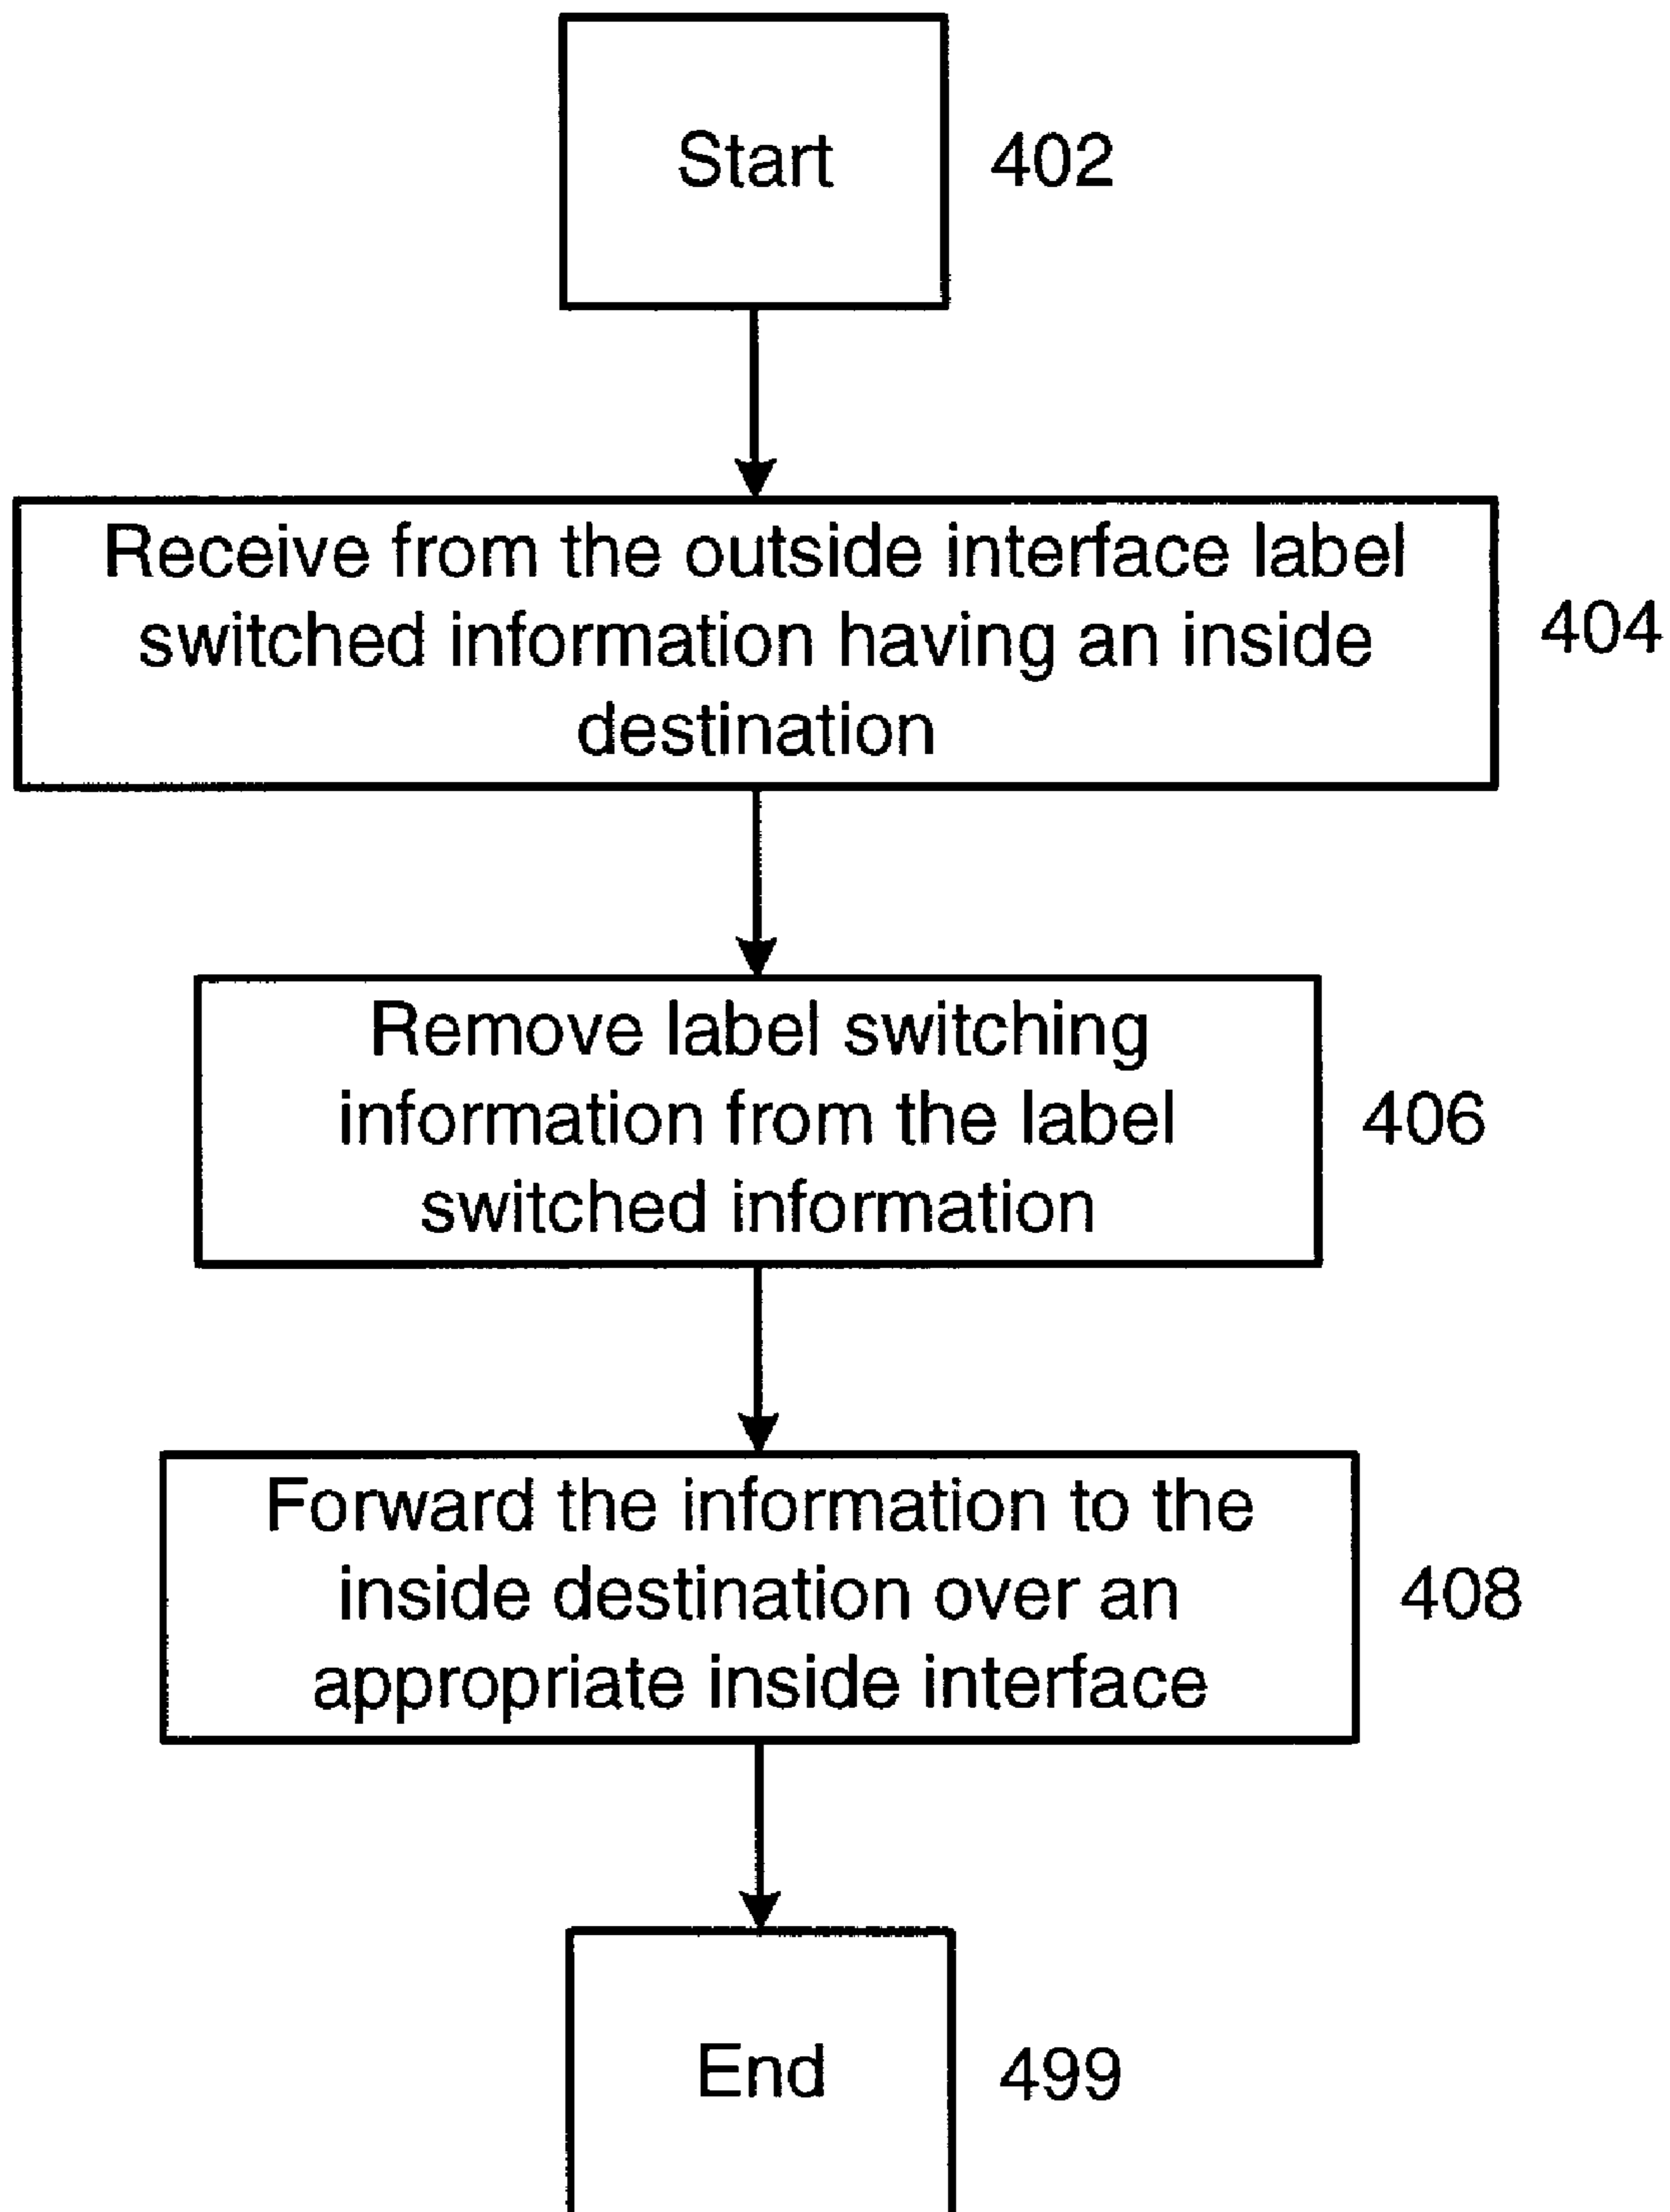 Start
402
Receive from the outside interface label
switched information having an inside
destination
404
Remove label switching
information from the label
switched information
406
Forward the information to the
inside destination over an
appropriate inside interface
408
End
499